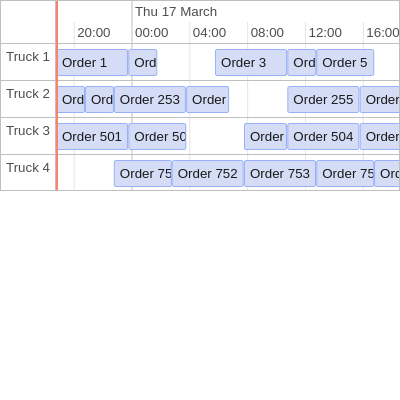 Thu 17 March
20:00 00:00 04:00 08:00 12:00 16:00
Truck 1 Order 1 Ord Order 3 Ord Order 5
Truck 2 Ord Ord Order 253 Order Order 255 Order
Truck 3 Order 501 Order 50 Order Order 504 Order
Truck 4 Order 75 Order 752 Order 753 Order 75 Ord